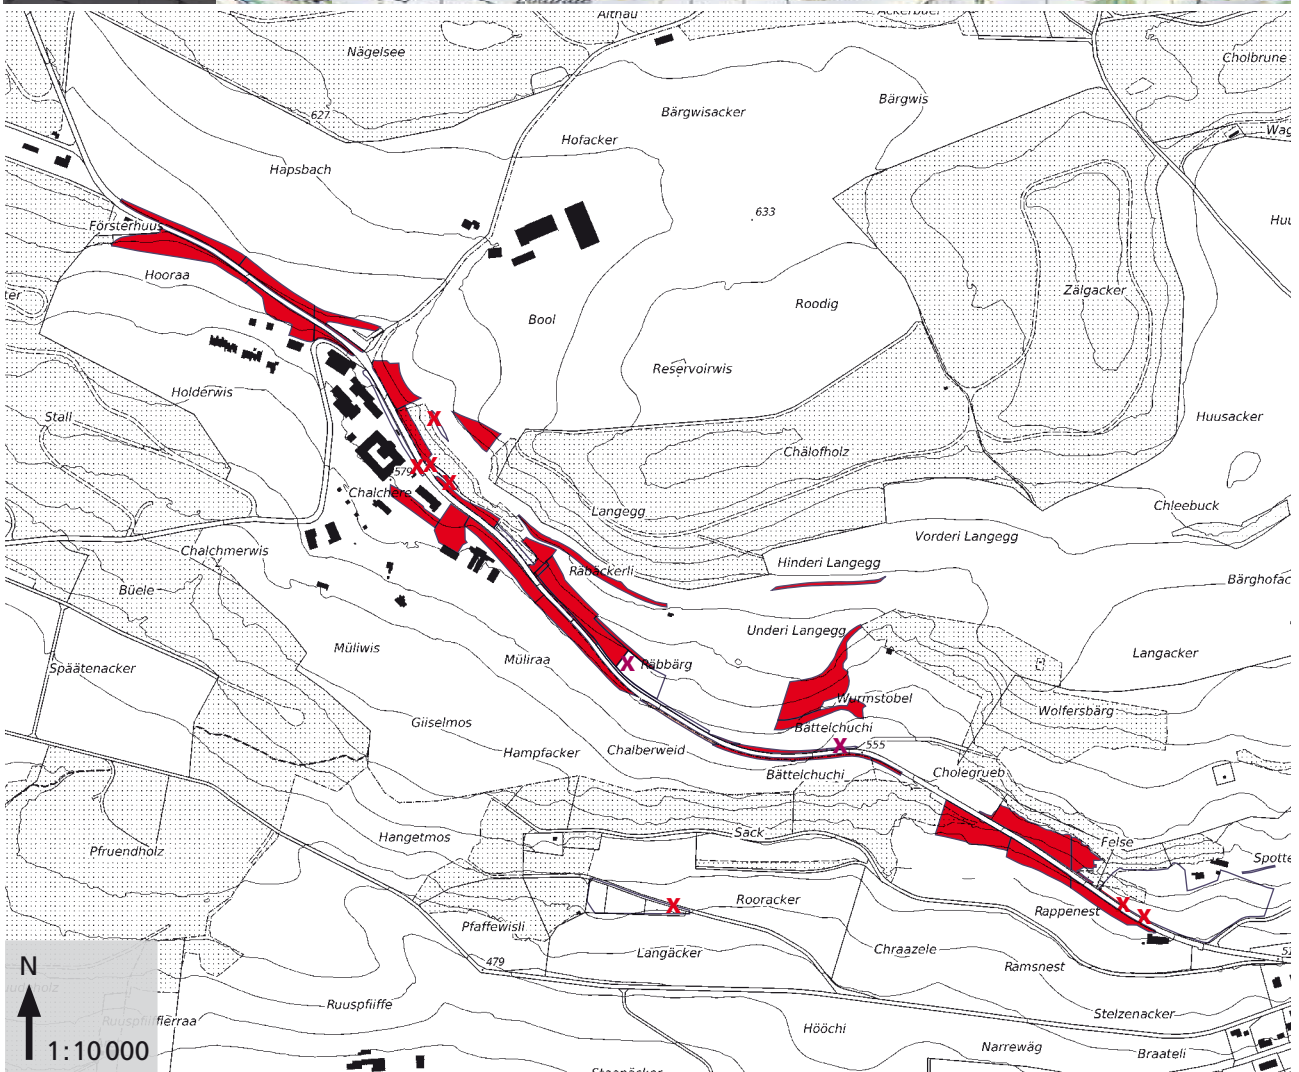 Althau
Nägelsee
Cholbrune
Bärgwis
Bärgwisacker
627
Hofacker
Hapsbach
633
Försterhuus
Huu
Hooraa
ter
Zälgacker
Roodig
Bool
Reservoirwis
Holderwis
Stall
Huusacker
Chälofholz
579
Chalchere
Chleebuck
Langegg
Vorderi Langegg
Chalchmerwis
Hinderi Langegg
Räbäckerli
Bärghofac
Büele
Underi Langegg
Müliwis
Langacker
Müliraa
Räbbärg
Späätenacker
Wurmstobel
Wolfersbärg
Giiselmos
Bättelchuchi
555
Hampfacker
Chalberweid
Bättelchuchi
Cholegrueb
Sack
Hangetmos
Felse
Pfruendholz
Spotte
Rooracker
Rappenest
Pfaffewisli
Langäcker
Chraazele
479
Ramsnest
N
Ruuspfiiffe
Stelzenacker
Ruuspfiifferraa
Hööchi
1:10 000
Narrewäg
Braateli